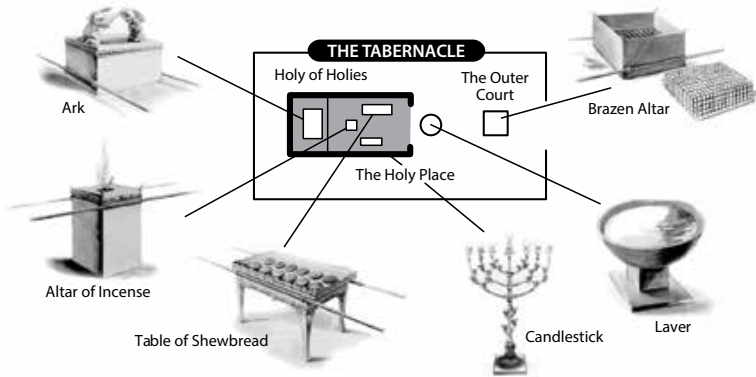 THE TABERNACLE
Holy of Holies
The Outer
Court
Ark
Brazen Altar
The Holy Place
Altar of Incense
Table of Shewbread
Candlestick
Laver